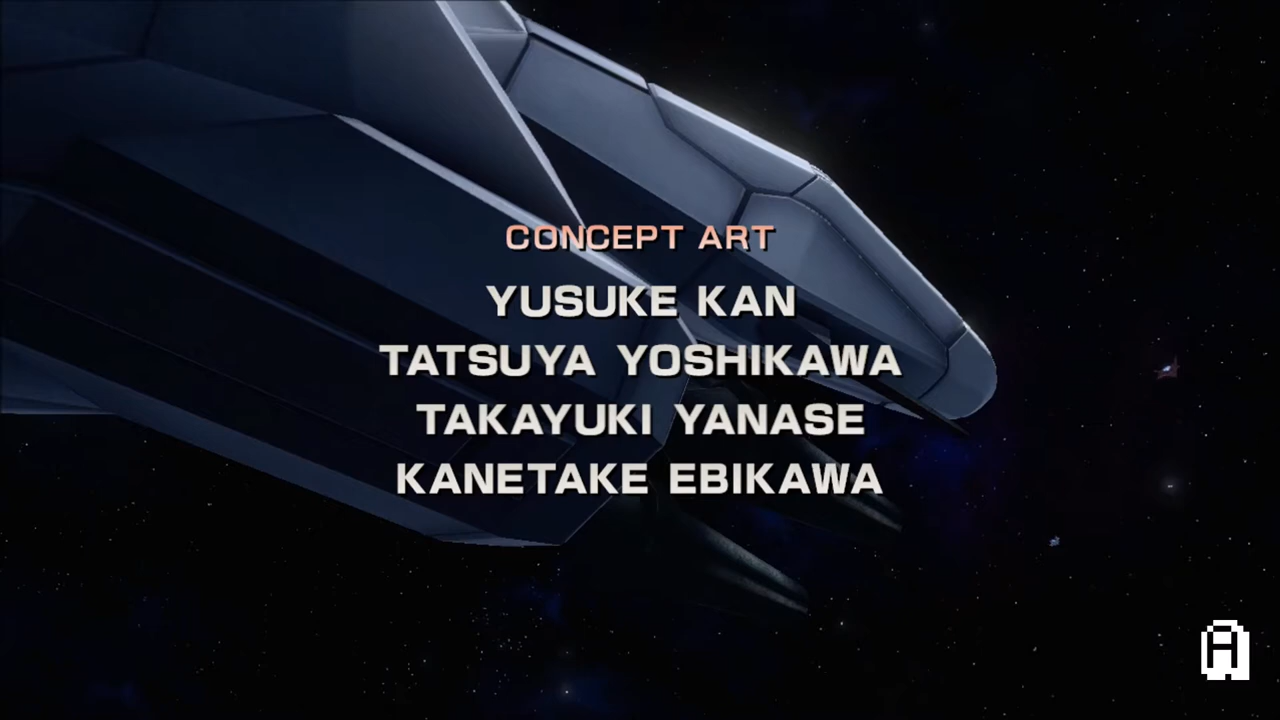 CONCEPT ART
YUSUKE KAN
TATSUYA YOSHIKAWA
TAKAYUKI YANASE
KANETAKE EBIKAWA
A